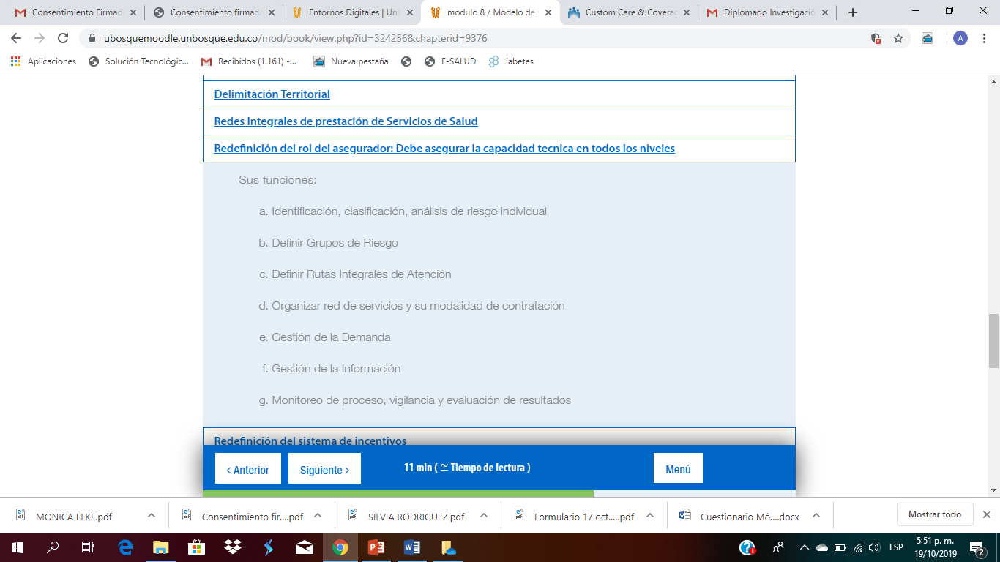 Consentimiento Firmad
Consentimiento firmado
Entornos Digitales | Uni
modulo 8 / Modelo de
Custom Care & Coverag
Diplomado Investigació
ubosquemoodle.unbosque.edu.co/mod/book/view.php?id=324256&chapterid=9376
A
Aplicaciones
Solución Tecnológic...
Recibidos (1.161) -...
Nueva pestaña
E-SALUD
iabetes
Delimitación Territorial
Redes Integrales de prestación de Servicios de Salud
Redefinición del rol del asegurador: Debe asegurar la capacidad tecnica en todos los niveles
Sus funciones:
a. Identificación, clasificación, análisis de riesgo individual
b. Definir Grupos de Riesgo
c. Definir Rutas Integrales de Atención
d. Organizar red de servicios y su modalidad de contratación
e. Gestión de la Demanda
f. Gestión de la Información
g. Monitoreo de proceso, vigilancia y evaluación de resultados
Redefinición del sistema de incentivos
< Anterior
Siguiente >
11 min ( ≅ Tiempo de lectura )
Menú
MONICA ELKE.pdf
Consentimiento fir....pdf
SILVIA RODRIGUEZ.pdf
Formulario 17 oct.....pdf
Cuestionario Mó....docx
Mostrar todo
ESP
5:51 p. m.
19/10/2019
2